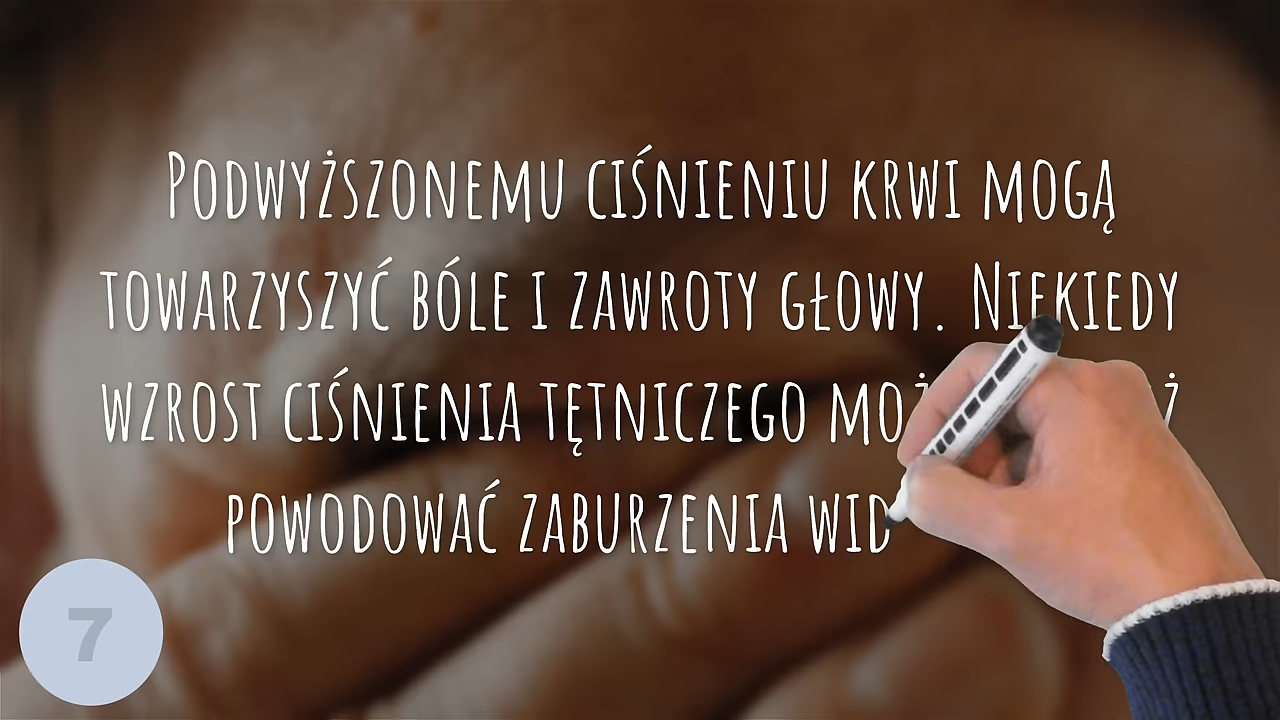 Podwyższonemu ciśnieniu krwi mogą
towarzyszyć bóle i zawroty głowy. Niekiedy
wzrost ciśnienia tętniczego
powodować zaburzenia wid
7